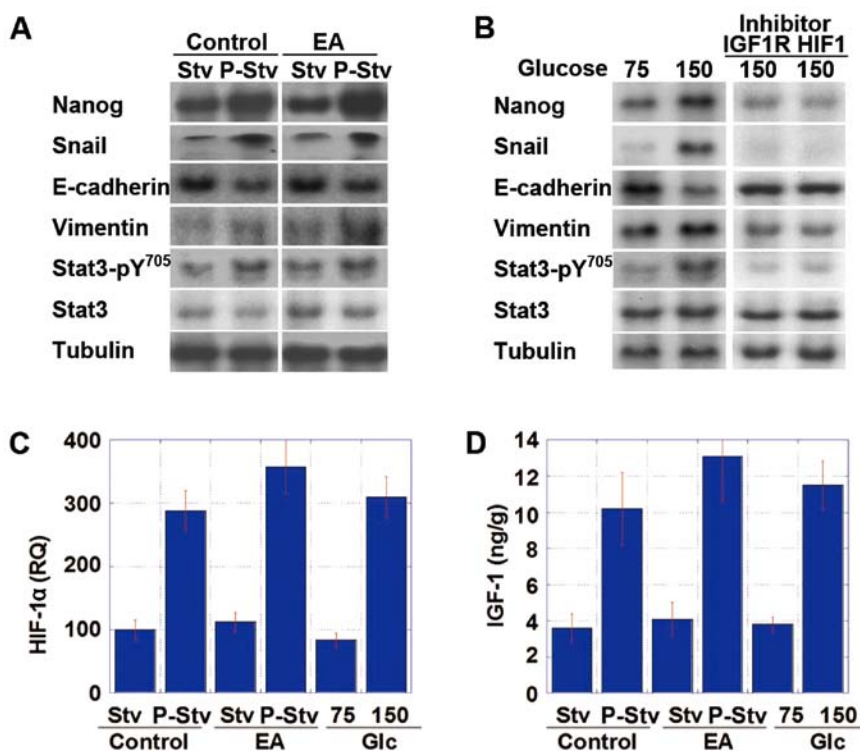 A
Control EA
Stv P-Stv Stv P-Stv
Nanog
Snail
E-cadherin
Vimentin
Stat3-pY705
Stat3
Tubulin
B
Inhibitor
IGF1R HIF1
Glucose 75 150 150 150
Nanog
Snail
E-cadherin
Vimentin
Stat3-pY705
Stat3
Tubulin
C
HIF-1α (RQ)
400
300
200
100
0
Stv P-Stv Stv P-Stv 75 150
Control EA Glc
D
IGF-1 (ng/g)
14
12
10
8
6
4
2
0
Stv P-Stv Stv P-Stv 75 150
Control EA Glc